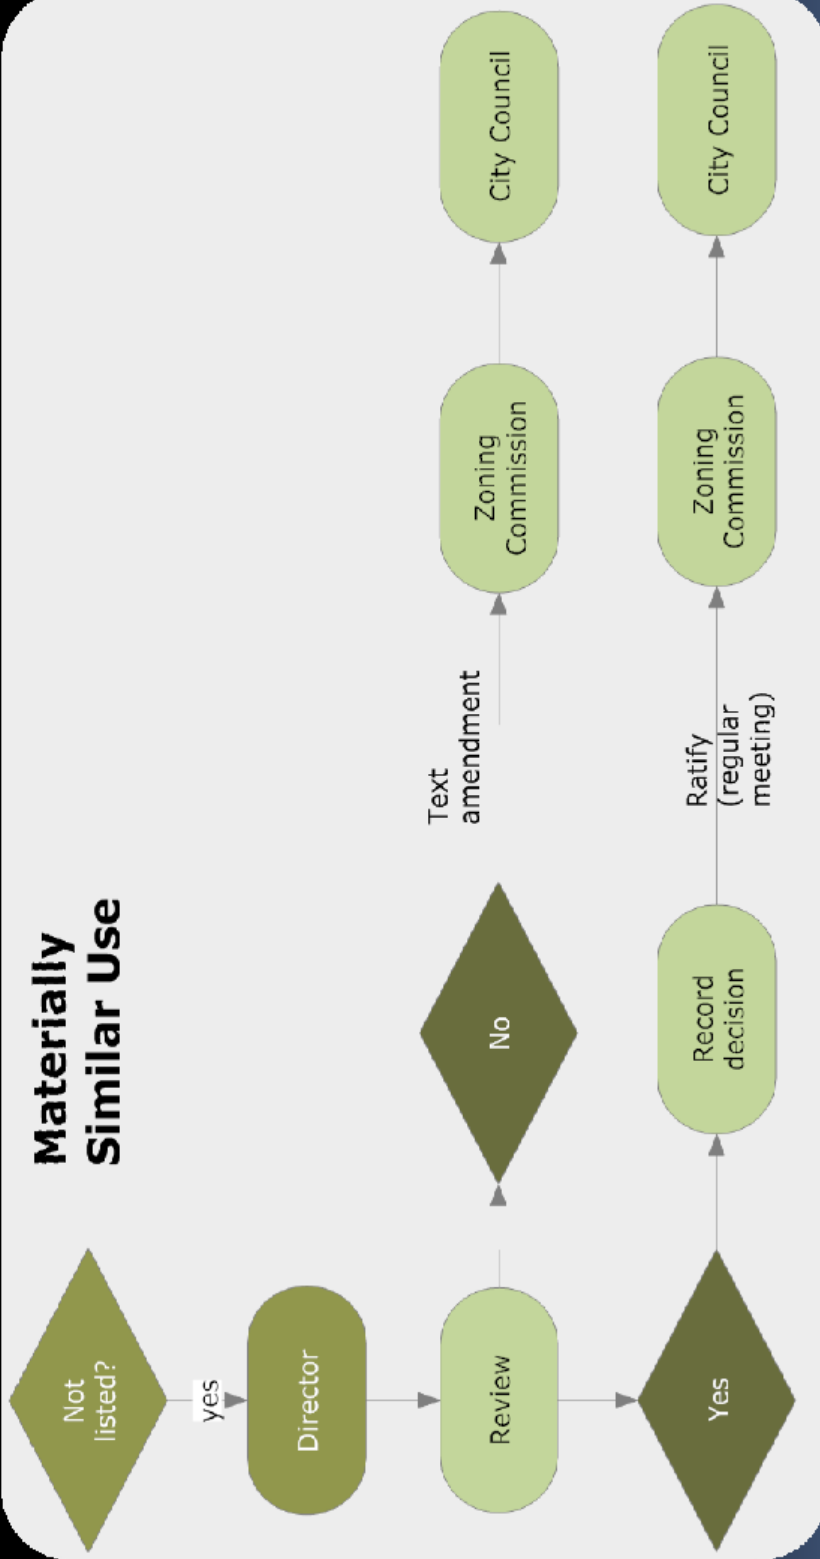 Materially
Similar Use
Not
listed?
yes
Director
Review
No
Text
amendment
Zoning
Commission
City Council
Yes
Record
decision
Ratify
(regular
meeting)
Zoning
Commission
City Council